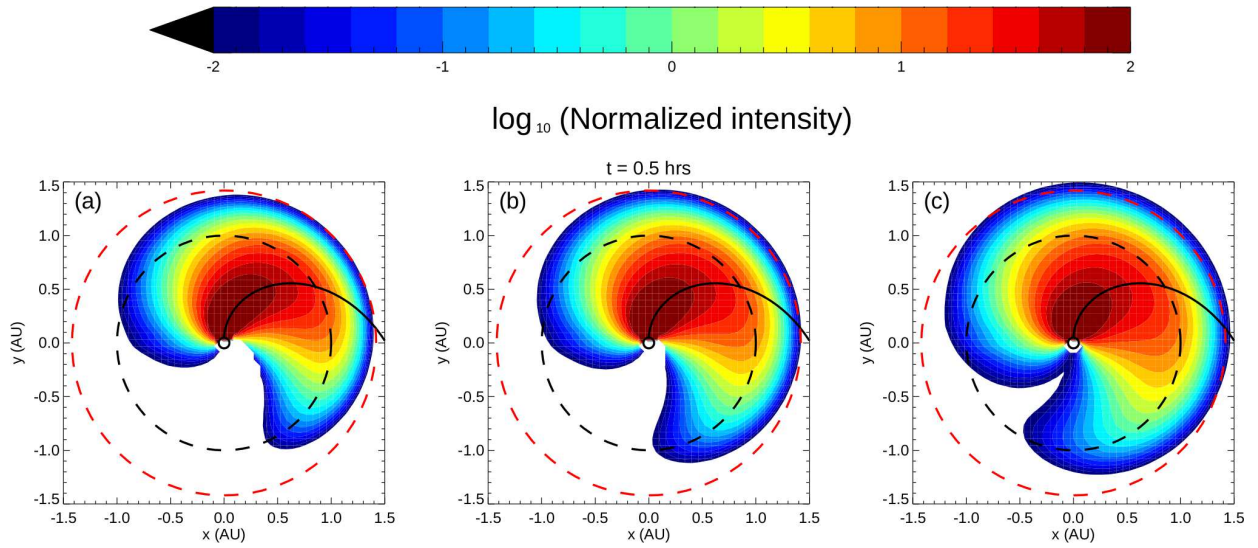 -2 -1 0 1 2
log 10 (Normalized intensity)
t = 0.5 hrs
(a) (b) (c)
1.5 1.5 1.5
1.0 1.0 1.0
0.5 0.5 0.5
y (AU) 0.0 y (AU) 0.0 y (AU) 0.0
-0.5 -0.5 -0.5
-1.0 -1.0 -1.0
-1.5 -1.5 -1.5
-1.5 -1.0 -0.5 0.0 0.5 1.0 1.5 -1.5 -1.0 -0.5 0.0 0.5 1.0 1.5 -1.5 -1.0 -0.5 0.0 0.5 1.0 1.5
x (AU) x (AU) x (AU)